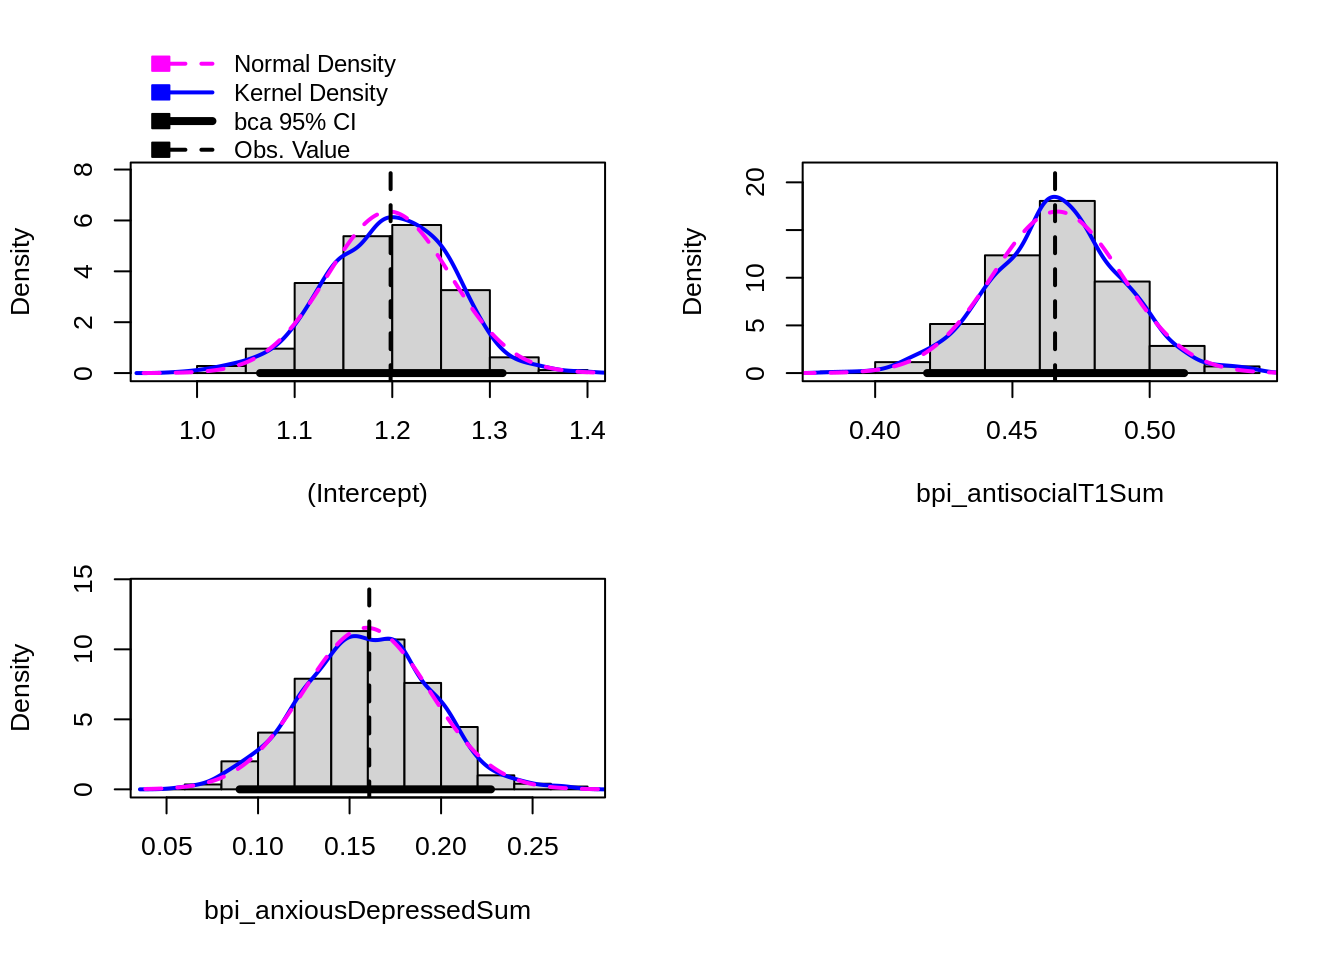 Normal Density
Kernel Density
bca 95% CI
Obs. Value
Density
0 2 4 6 8
1.0 1.1 1.2 1.3 1.4
(Intercept)
Density
0 5 10 20
0.40 0.45 0.50
bpi_antisocialT1Sum
Density
0 5 10 15
0.05 0.10 0.15 0.20 0.25
bpi_anxiousDepressedSum